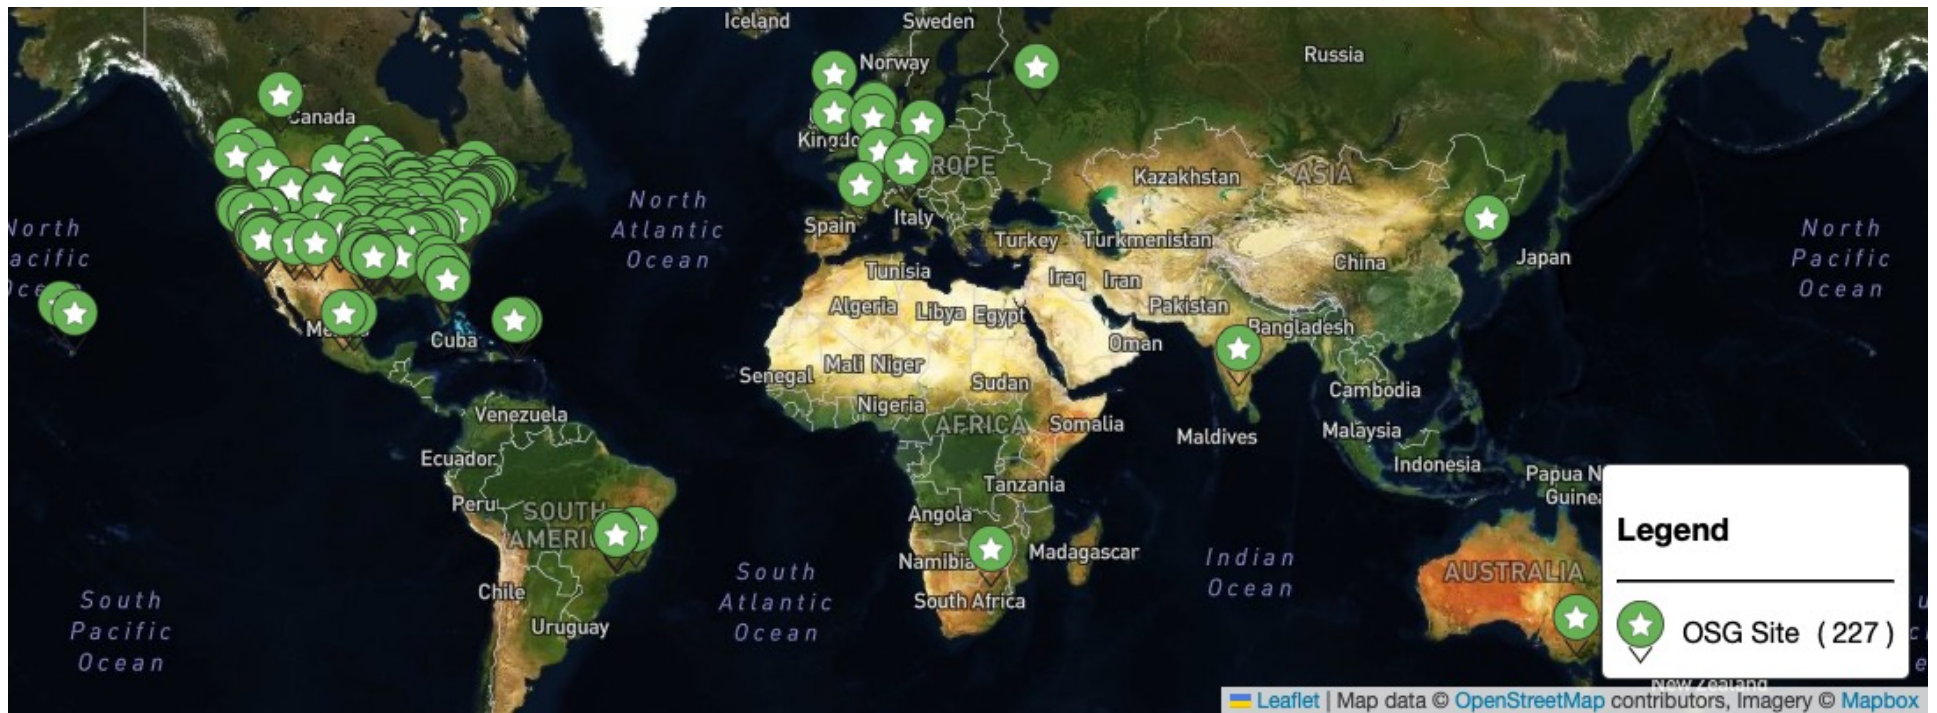 Iceland
Sweden
Norway
Russia
Canada
Kingdo
ROPE
Kazakhstan
ASIA
North
Atlantic
Ocean
Spain
Italy
Turkey
Turkmenistan
Japan
North
Pacific
Ocean
North
acific
China
Tunisia
Iraq
Iran
Algeria
Libya
Egypt
Pakistan
Bangladesh
Cuba
Oman
Mali
Niger
Senegal
Sudan
Cambodia
Nigeria
Venezuela
AFRICA
Somalia
Maldives
Malaysia
Ecuador
Indonesia
Tanzania
Papua N
Guinea
Peru
SOUTH
AMERI
Angola
Namibia
Madagascar
Indian
Ocean
AUSTRALIA
South
Atlantic
Ocean
Chile
South Africa
South
Pacific
Ocean
Uruguay
Legend
OSG Site ( 227 )
New Zealand
Leaflet | Map data © OpenStreetMap contributors, Imagery © Mapbox